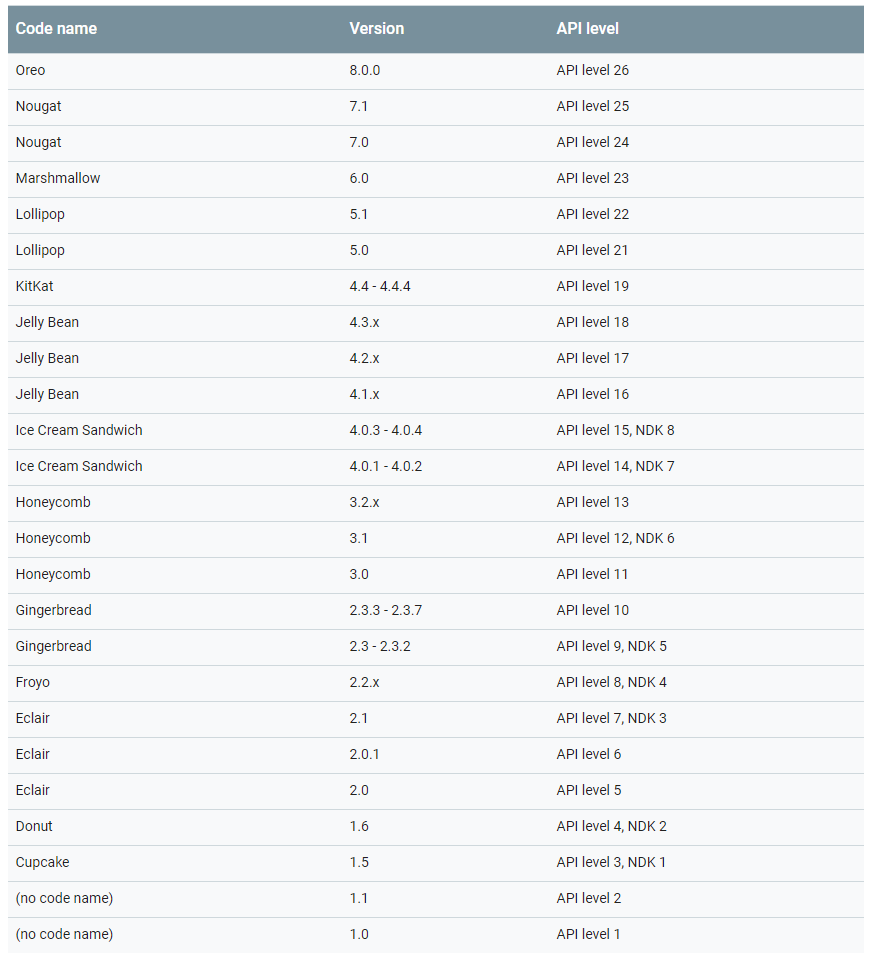 Code name Version API level
Oreo 8.0.0 API level 26
Nougat 7.1 API level 25
Nougat 7.0 API level 24
Marshmallow 6.0 API level 23
Lollipop 5.1 API level 22
Lollipop 5.0 API level 21
KitKat 4.4 - 4.4.4 API level 19
Jelly Bean 4.3.x API level 18
Jelly Bean 4.2.x API level 17
Jelly Bean 4.1.x API level 16
Ice Cream Sandwich 4.0.3 - 4.0.4 API level 15, NDK 8
Ice Cream Sandwich 4.0.1 - 4.0.2 API level 14, NDK 7
Honeycomb 3.2.x API level 13
Honeycomb 3.1 API level 12, NDK 6
Honeycomb 3.0 API level 11
Gingerbread 2.3.3 - 2.3.7 API level 10
Gingerbread 2.3 - 2.3.2 API level 9, NDK 5
Froyo 2.2.x API level 8, NDK 4
Eclair 2.1 API level 7, NDK 3
Eclair 2.0.1 API level 6
Eclair 2.0 API level 5
Donut 1.6 API level 4, NDK 2
Cupcake 1.5 API level 3, NDK 1
(no code name) 1.1 API level 2
(no code name) 1.0 API level 1